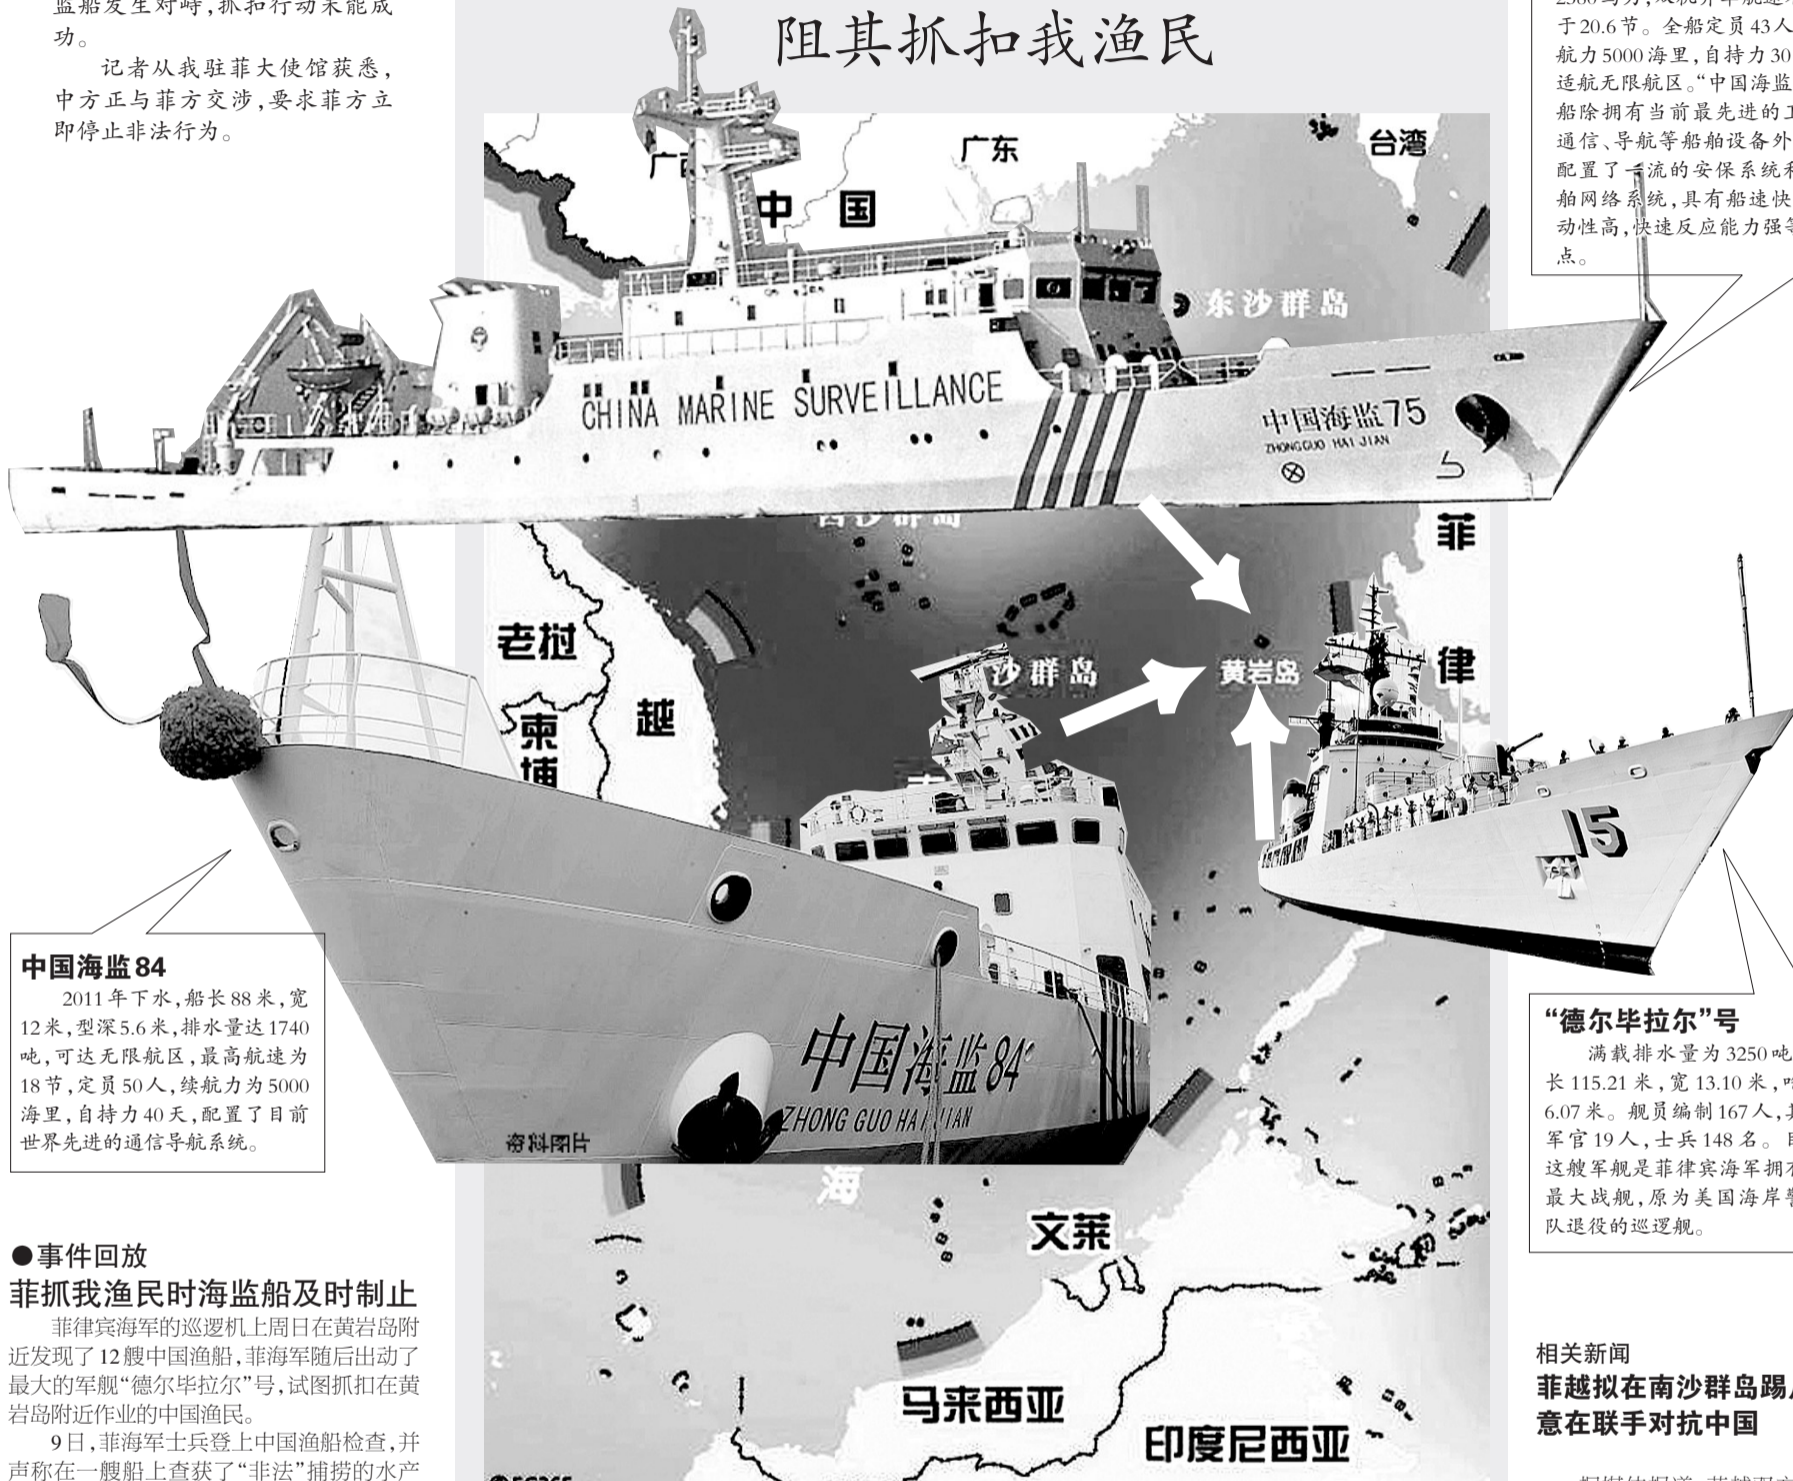 监船发生对峙,抓扣行动未能成
功。
记者从我驻菲大使馆获悉,
中方正与菲方交涉,要求菲方立
即停止非法行为。
阻其抓扣我渔民
于20.6节。全船定员43人
航力5000海里,自持力30
适航无限航区。“中国海监
船除拥有当前最先进的卫
通信、导航等船舶设备外
配置了一流的安保系统和
舶网络系统,具有船速快
动性高,快速反应能力强等
点。
广东
台湾
中国
东沙群岛
CHINA MARINE SURVEILLANCE
中国海监75
ZHONGGUO HAI JIAN
西沙群岛
菲
律
老挝
柬
埔
越
沙群岛
黄岩岛
15
中国海监84
ZHONG GUO HAI JIAN
资料图片
海
文莱
马来西亚
印度尼西亚
中国海监84
2011年下水,船长88米,宽
12米,型深5.6米,排水量达1740
吨,可达无限航区,最高航速为
18节,定员50人,续航力为5000
海里,自持力40天,配置了目前
世界先进的通信导航系统。
“德尔毕拉尔”号
满载排水量为3250吨
长115.21米,宽13.10米,吃
6.07米。舰员编制167人,其
军官19人,士兵148名。目
这艘军舰是菲律宾海军拥有
最大战舰,原为美国海岸警
队退役的巡逻舰。
●事件回放
菲抓我渔民时海监船及时制止
菲律宾海军的巡逻机上周日在黄岩岛附
近发现了12艘中国渔船,菲海军随后出动了
最大的军舰“德尔毕拉尔”号,试图抓扣在黄
岩岛附近作业的中国渔民。
9日,菲海军士兵登上中国渔船检查,并
声称在一艘船上查获了“非法”捕捞的水产
相关新闻
菲越拟在南沙群岛踢
意在联手对抗中国